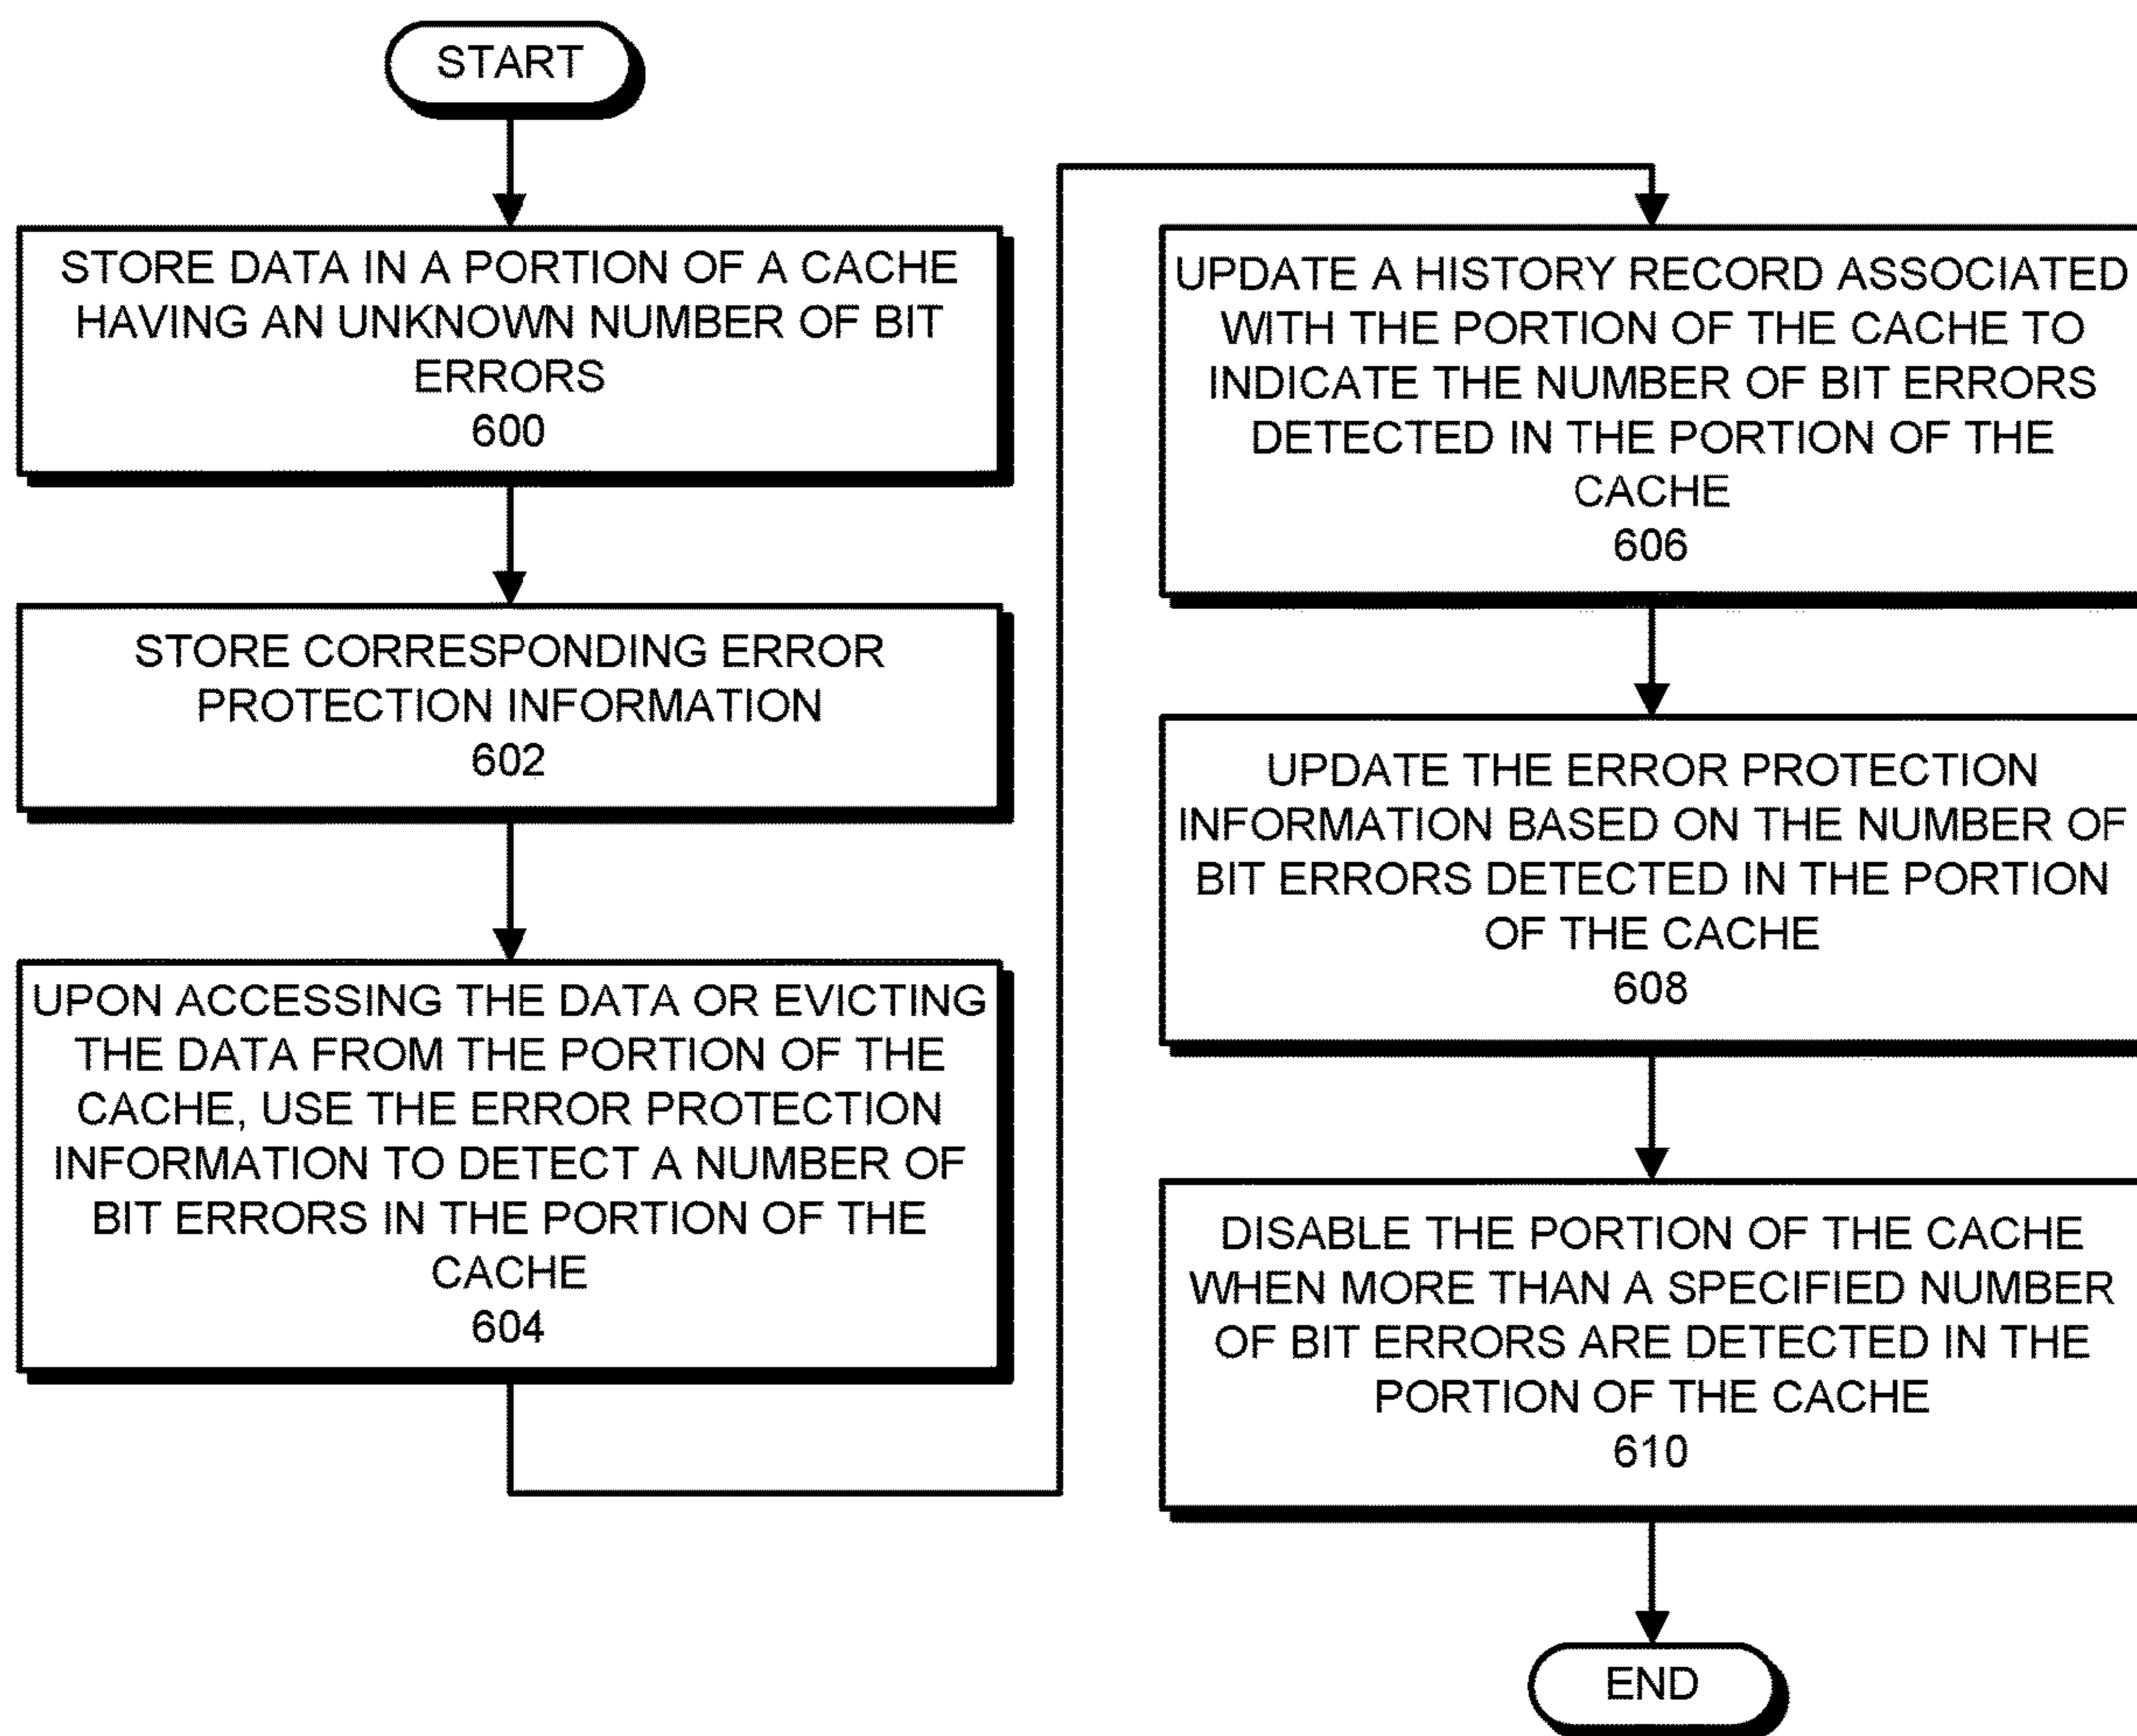 START
STORE DATA IN A PORTION OF A CACHE
HAVING AN UNKNOWN NUMBER OF BIT
ERRORS
600
STORE CORRESPONDING ERROR
PROTECTION INFORMATION
602
UPON ACCESSING THE DATA OR EVICTING
THE DATA FROM THE PORTION OF THE
CACHE, USE THE ERROR PROTECTION
INFORMATION TO DETECT A NUMBER OF
BIT ERRORS IN THE PORTION OF THE
CACHE
604
UPDATE A HISTORY RECORD ASSOCIATED
WITH THE PORTION OF THE CACHE TO
INDICATE THE NUMBER OF BIT ERRORS
DETECTED IN THE PORTION OF THE
CACHE
606
UPDATE THE ERROR PROTECTION
INFORMATION BASED ON THE NUMBER OF
BIT ERRORS DETECTED IN THE PORTION
OF THE CACHE
608
DISABLE THE PORTION OF THE CACHE
WHEN MORE THAN A SPECIFIED NUMBER
OF BIT ERRORS ARE DETECTED IN THE
PORTION OF THE CACHE
610
END